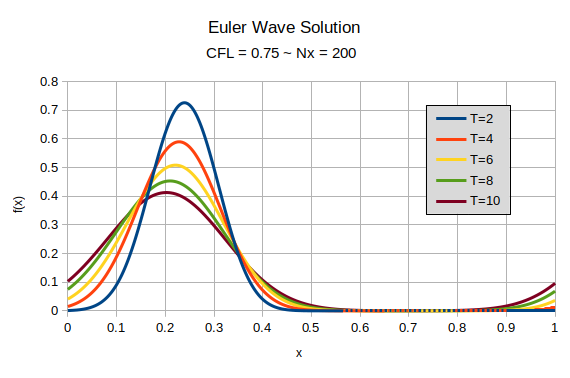 Euler Wave Solution
CFL = 0.75 ~ Nx = 200
0.8
0.7
0.6
0.5
0.4
0.3
0.2
0.1
0
f(x)
T=2
T=4
T=6
T=8
T=10
0 0.1 0.2 0.3 0.4 0.5 0.6 0.7 0.8 0.9 1
x